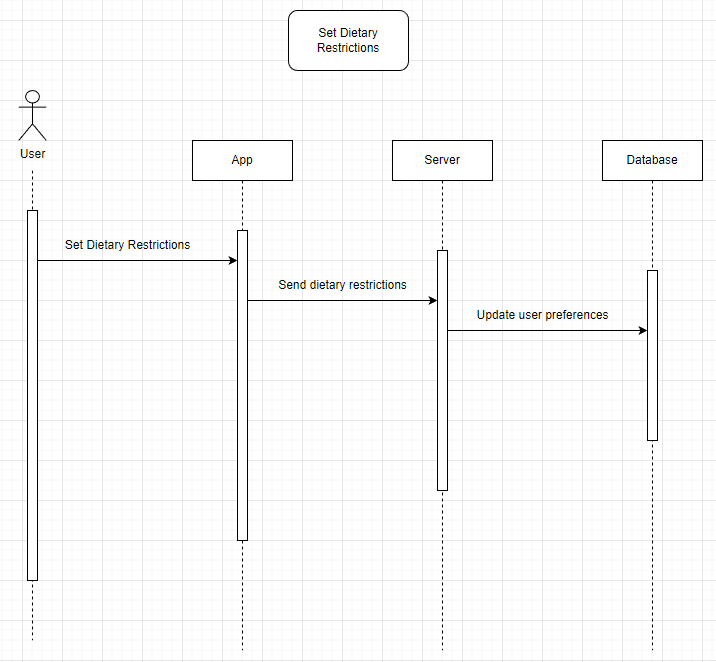 Set Dietary
Restrictions
User
App
Server
Database
Set Dietary Restrictions
Send dietary restrictions
Update user preferences